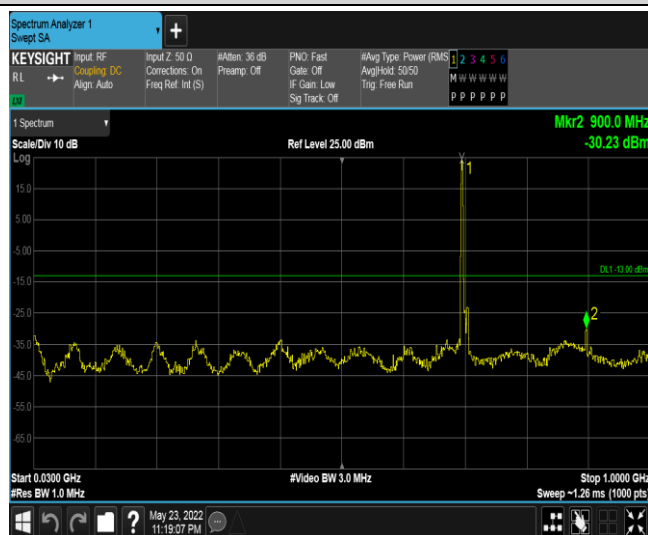 Spectrum Analyzer 1
Swept SA
+
KEYSIGHT
RL
Input: RF
Coupling: DC
Align: Auto
Input Z: 50 Ω
Corrections: On
Freq Ref: Int (S)
#Atten: 36 dB
Preamp: Off
PNO: Fast
Gate: Off
IF Gain: Low
Sig Track: Off
#Avg Type: Power (RMS
Avg|Hold: 50/50
Trig: Free Run
1 2 3 4 5 6
M W W W W W
P P P P P P
1 Spectrum
Mkr2 900.0 MHz
-30.23 dBm
Scale/Div 10 dB
Ref Level 25.00 dBm
Log
1
15.0
5.00
-5.00
DL1 -13.00 dBm
-15.0
-25.0
2
-35.0
-45.0
-55.0
-65.0
Start 0.0300 GHz
#Video BW 3.0 MHz
Stop 1.0000 GHz
#Res BW 1.0 MHz
Sweep ~1.26 ms (1000 pts)
?
May 23, 2022
11:19:07 PM